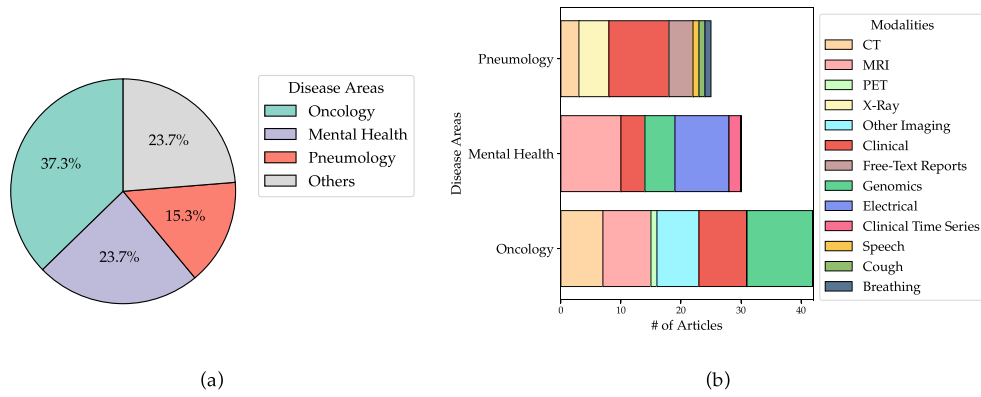 Disease Areas
Oncology
Mental Health
Pneumology
Others
37.3%
23.7%
15.3%
23.7%
(a)
Disease Areas
Pneumology
Mental Health
Oncology
0 10 20 30 40
# of Articles
Modalities
CT
MRI
PET
X-Ray
Other Imaging
Clinical
Free-Text Reports
Genomics
Electrical
Clinical Time Series
Speech
Cough
Breathing
(b)